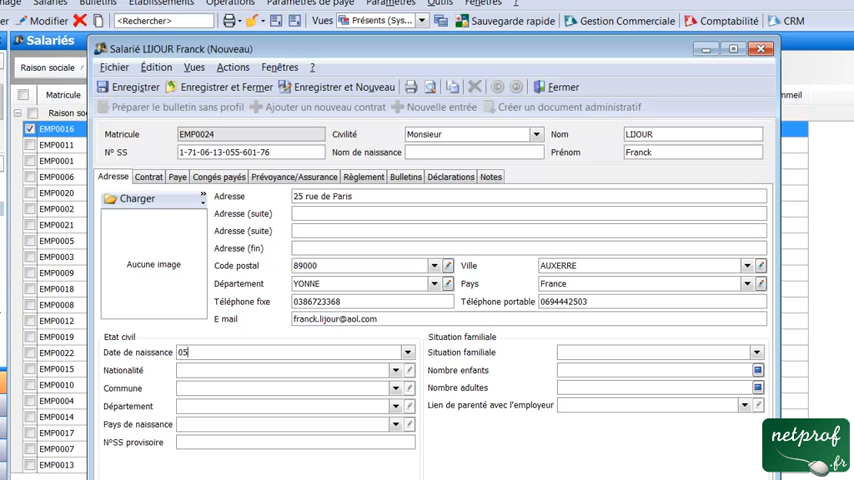 Bulletins Etablissements Opérations Paramètres de paye Paramètres Outils Fenêtres ?
Modifier <Rechercher> Vues Présents (Sys... Sauvegarde rapide Gestion Commerciale Comptabilité CRM
Salariés
Raison sociale
Matricule
Raison so
EMP0016
EMP0011
EMP0001
EMP0006
EMP0020
EMP0002
EMP0021
EMP0005
EMP0003
EMP0009
EMP0018
EMP0008
EMP0012
EMP0019
EMP0022
EMP0015
EMP0010
EMP0004
EMP0014
EMP0017
EMP0007
EMP0013
Salarié LIJOUR Franck (Nouveau)
Fichier Édition Vues Actions Fenêtres ?
Enregistrer Enregistrer et Fermer Enregistrer et Nouveau Fermer
Préparer le bulletin sans profil Ajouter un nouveau contrat Nouvelle entrée Créer un document administratif
Matricule EMP0024 Civilité Monsieur Nom LIJOUR
N° SS 1-71-06-13-055-601-76 Nom de naissance Prénom Franck
Adresse Contrat Paye Congés payés Prévoyance/Assurance Règlement Bulletins Déclarations Notes
Charger
Aucune image
Adresse 25 rue de Paris
Adresse (suite)
Adresse (suite)
Adresse (fin)
Code postal 89000 Ville AUXERRE
Département YONNE Pays France
Téléphone fixe 0386723368 Téléphone portable 0694442503
E mail franck.lijour@aol.com
Etat civil
Date de naissance 05
Nationalité
Commune
Département
Pays de naissance
N°SS provisoire
Situation familiale
Situation familiale
Nombre enfants
Nombre adultes
Lien de parenté avec l'employeur
netprof
.fr